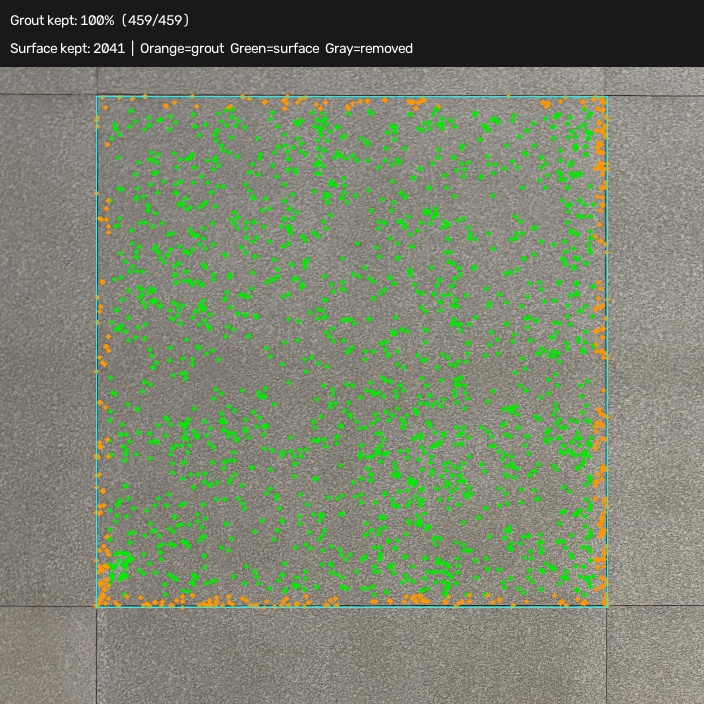 Grout kept: 100% (459/459)
Surface kept: 2041 | Orange=grout Green=surface Gray=removed